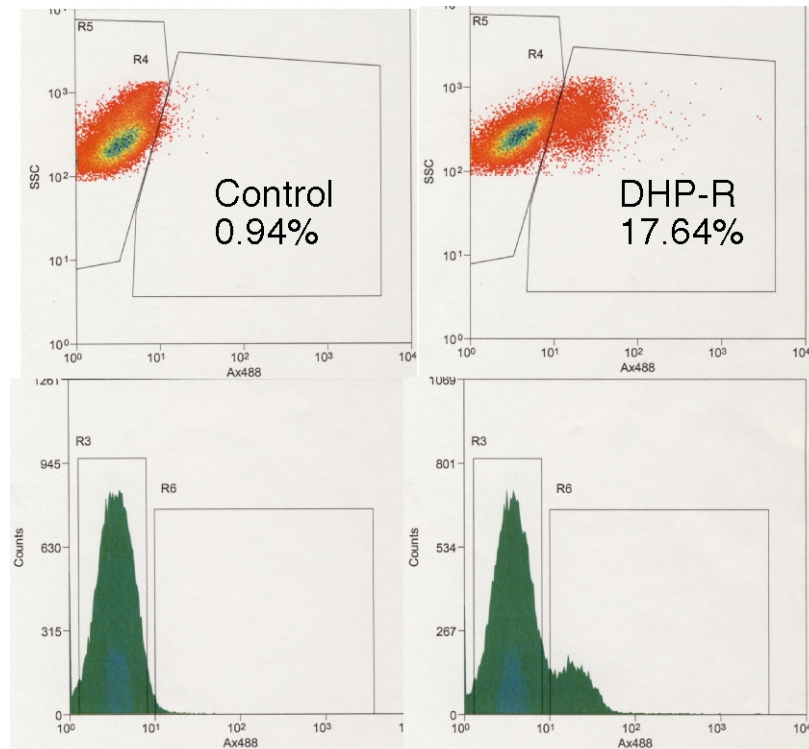 R5
R4
10³
10²
10¹
10⁰
SSC
Control
0.94%
10⁰ 10¹ 10² 10³ 10⁴
Ax488
R5
R4
10³
10²
10¹
10⁰
SSC
DHP-R
17.64%
10⁰ 10¹ 10² 10³ 10⁴
Ax488
1261
945
630
315
0
Counts
R3
R6
10⁰ 10¹ 10² 10³
Ax488
1069
801
534
267
0
Counts
R3
R6
10⁰ 10¹ 10² 10³
Ax488